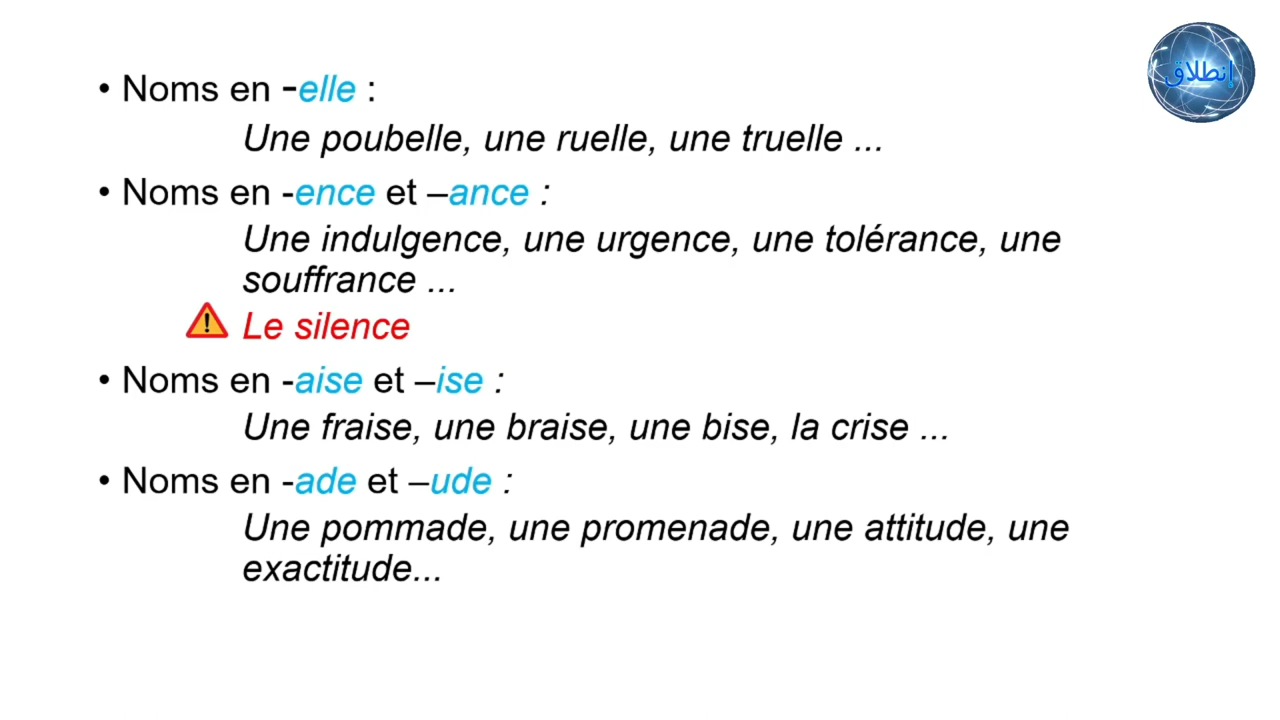 إنطلاق
• Noms en -elle :
Une poubelle, une ruelle, une truelle ...
• Noms en -ence et –ance :
Une indulgence, une urgence, une tolérance, une
souffrance ...
Le silence
• Noms en -aise et –ise :
Une fraise, une braise, une bise, la crise ...
• Noms en -ade et –ude :
Une pommade, une promenade, une attitude, une
exactitude...